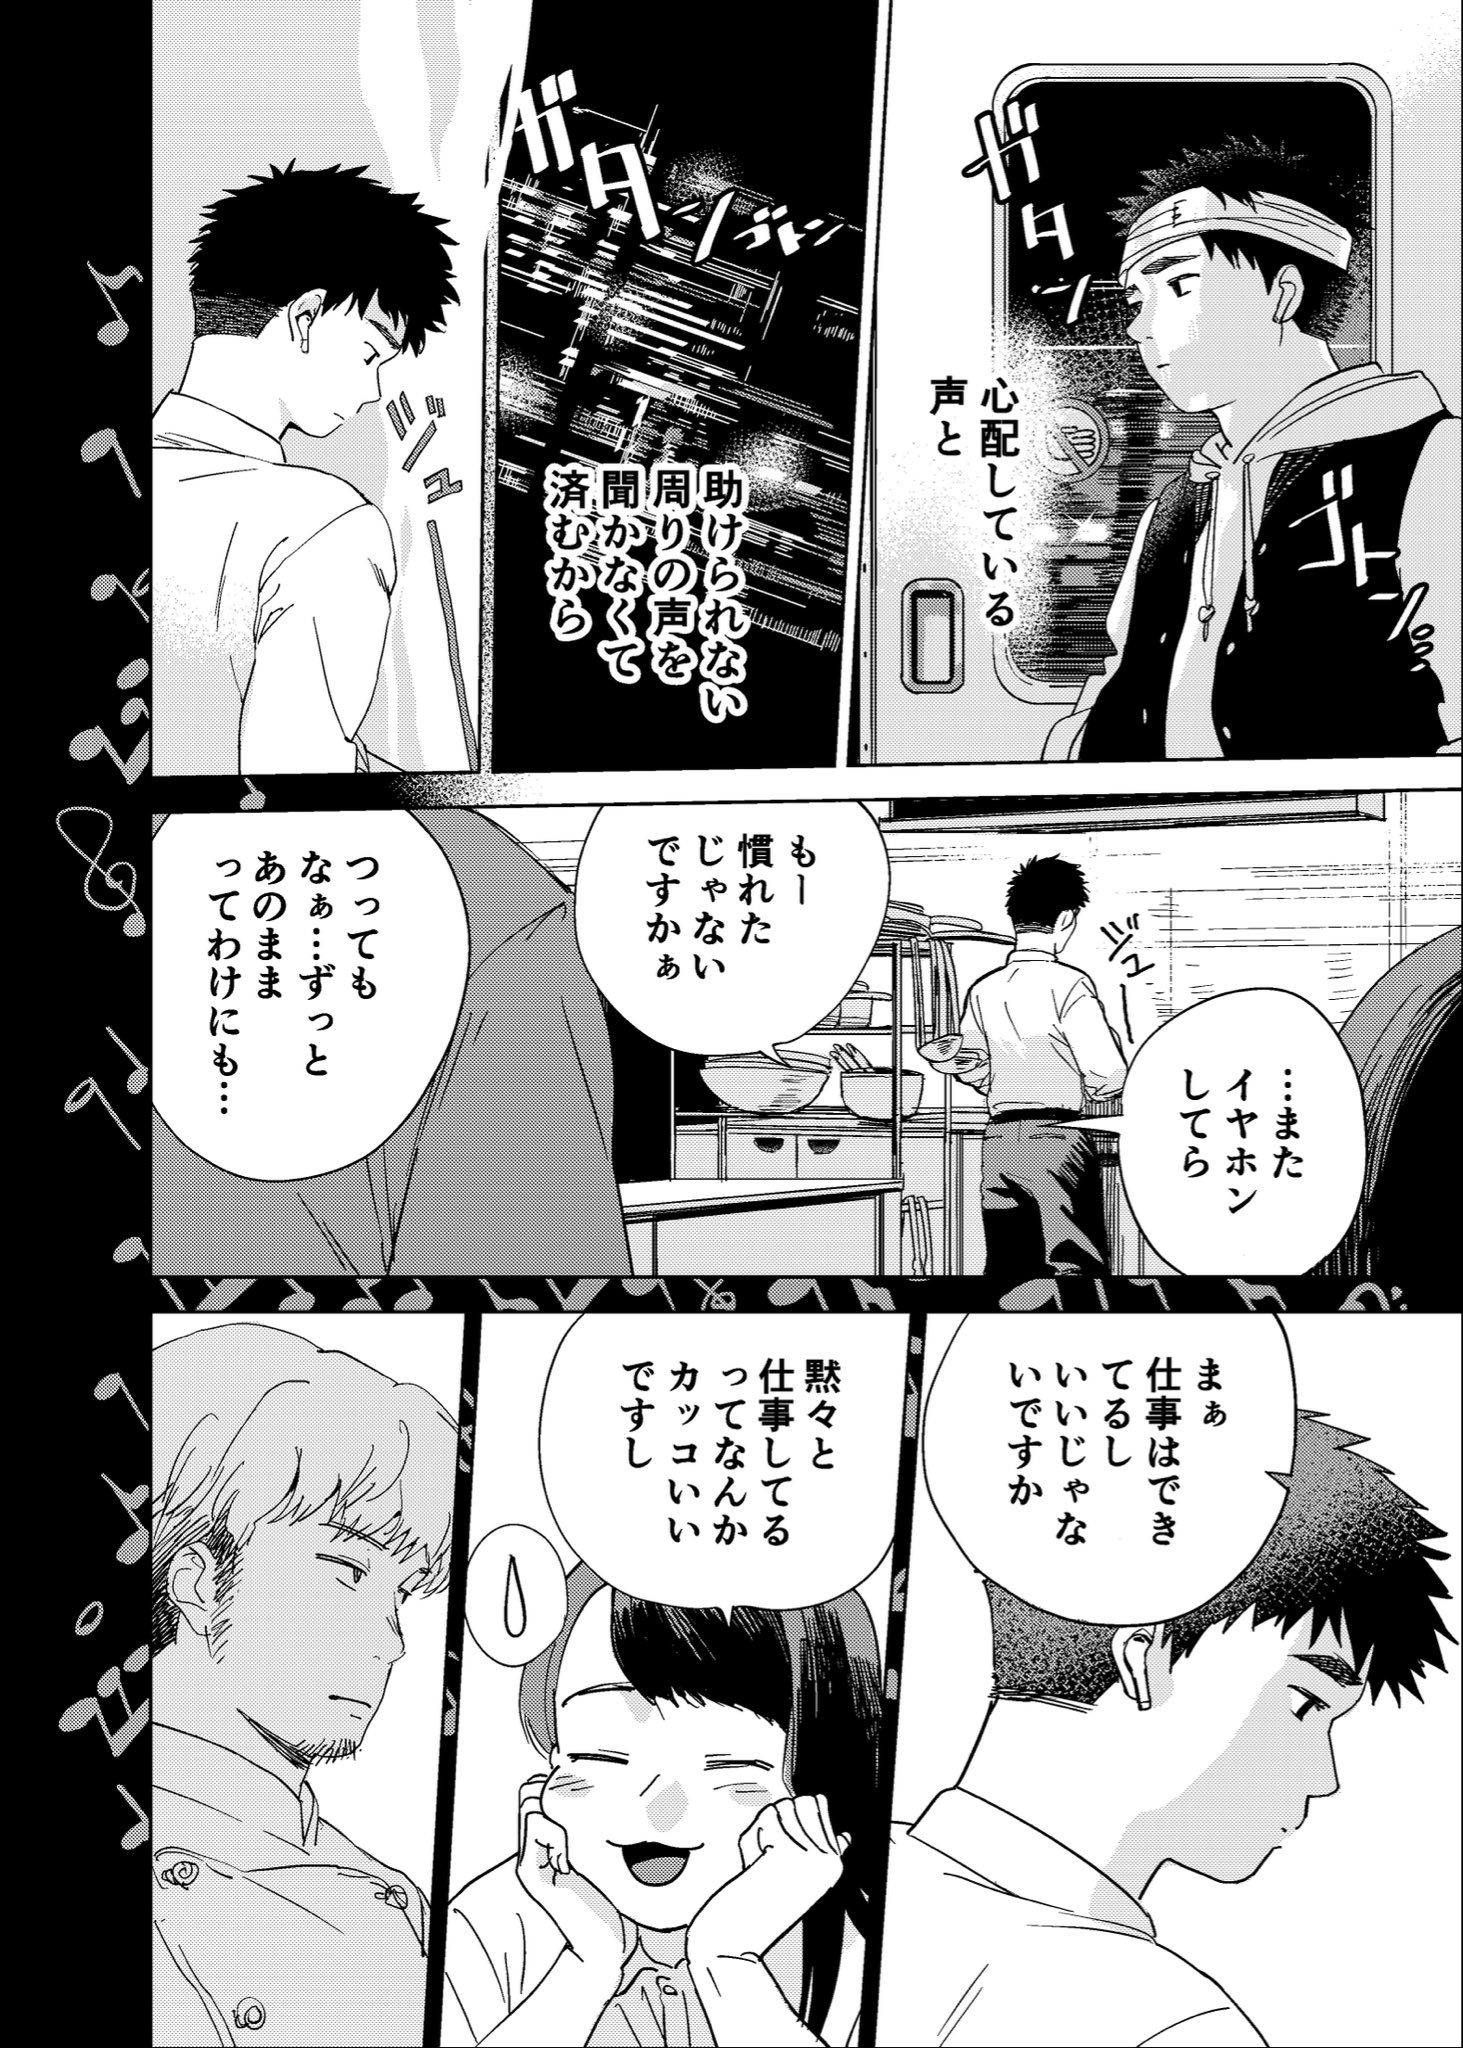 ガタン
ゴトーン
心配している
声と
ガターン
ゴトン
助けられない
周りの声を
聞かなくて
済むから
ジュー
…また
イヤホン
してら
ジュー
もー
慣れた
じゃない
ですかぁ
つっても
なぁ…ずっと
あのまま
ってわけにも…
まぁ
仕事はでき
てるし
いいじゃな
いですか
黙々と
仕事してる
ってなんか
カッコいい
ですし